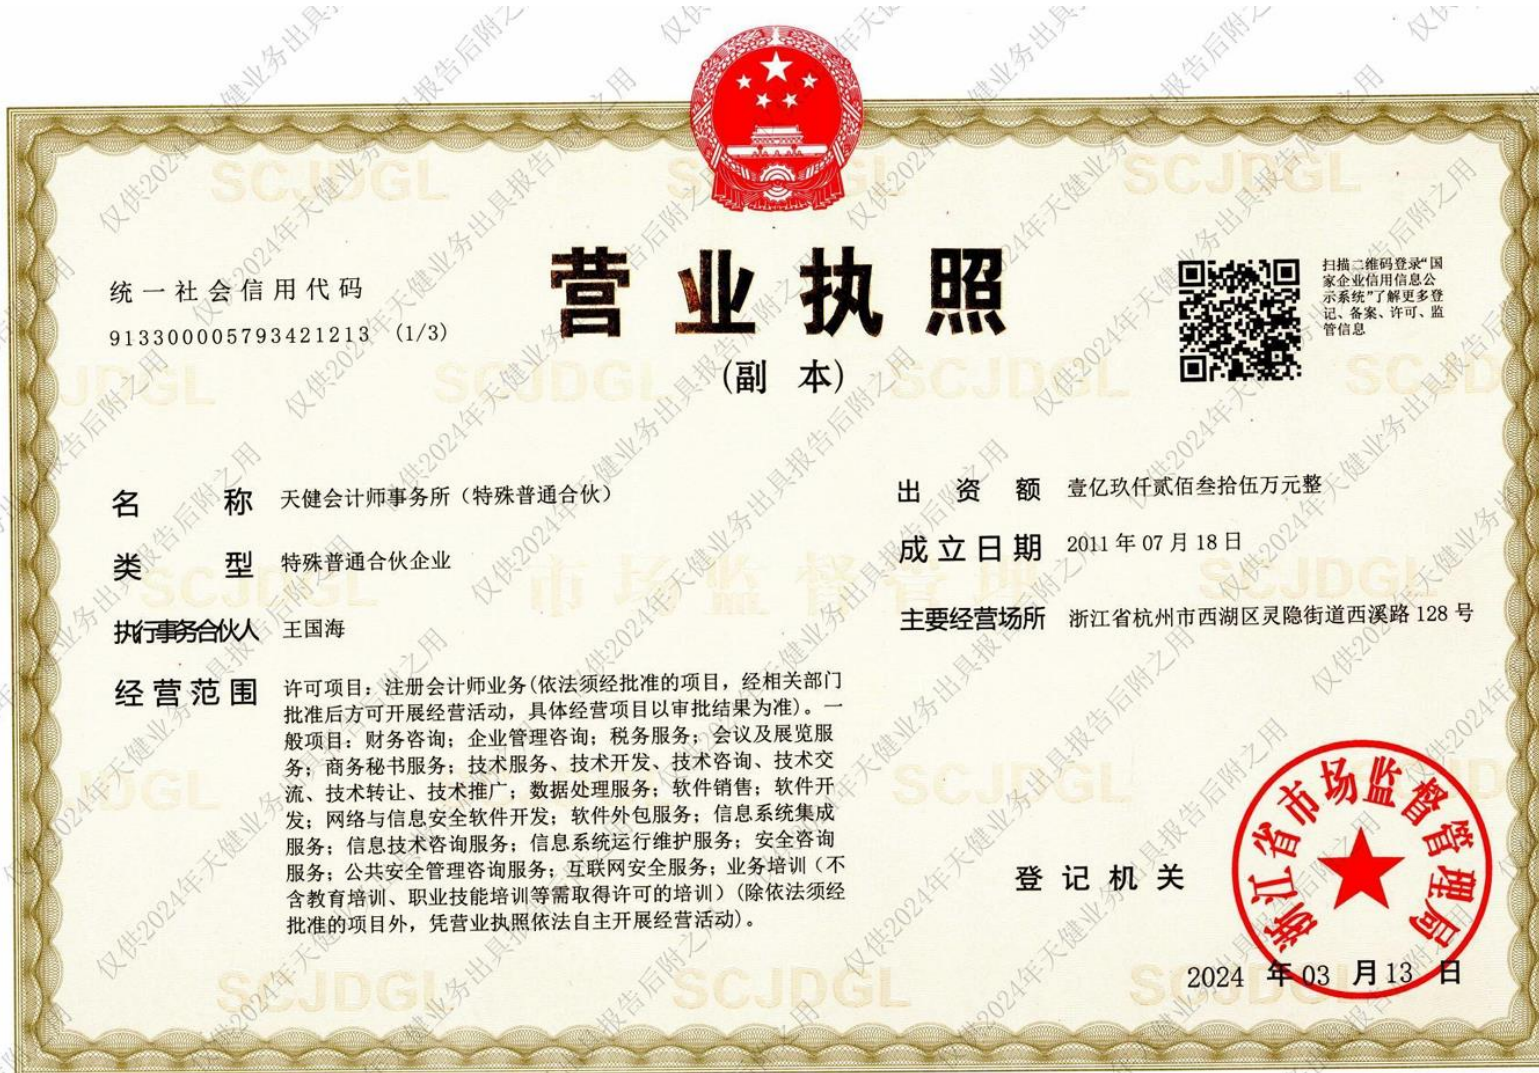 营业执照
(副 本)
统一社会信用代码
913300005793421213 (1/3)
扫描二维码登录“国
家企业信用信息公
示系统”了解更多登
记、备案、许可、监
管信息
名 称 天健会计师事务所（特殊普通合伙）
类 型 特殊普通合伙企业
执行事务合伙人 王国海
经营范围 许可项目：注册会计师业务(依法须经批准的项目，经相关部门
批准后方可开展经营活动，具体经营项目以审批结果为准)。一
般项目：财务咨询；企业管理咨询；税务服务；会议及展览服
务；商务秘书服务；技术服务、技术开发、技术咨询、技术交
流、技术转让、技术推广；数据处理服务；软件销售；软件开
发；网络与信息安全软件开发；软件外包服务；信息系统集成
服务；信息技术咨询服务；信息系统运行维护服务；安全咨询
服务；公共安全管理咨询服务；互联网安全服务；业务培训（不
含教育培训、职业技能培训等需取得许可的培训）(除依法须经
批准的项目外，凭营业执照依法自主开展经营活动)。
出 资 额 壹亿玖仟贰佰叁拾伍万元整
成立日期 2011 年 07 月 18 日
主要经营场所 浙江省杭州市西湖区灵隐街道西溪路 128 号
登记机关
浙江省市场监督管理局
2024 年 03 月 13 日
SCJDGL
市场监督管理
仅供2024年天健业务出具报告后附之用